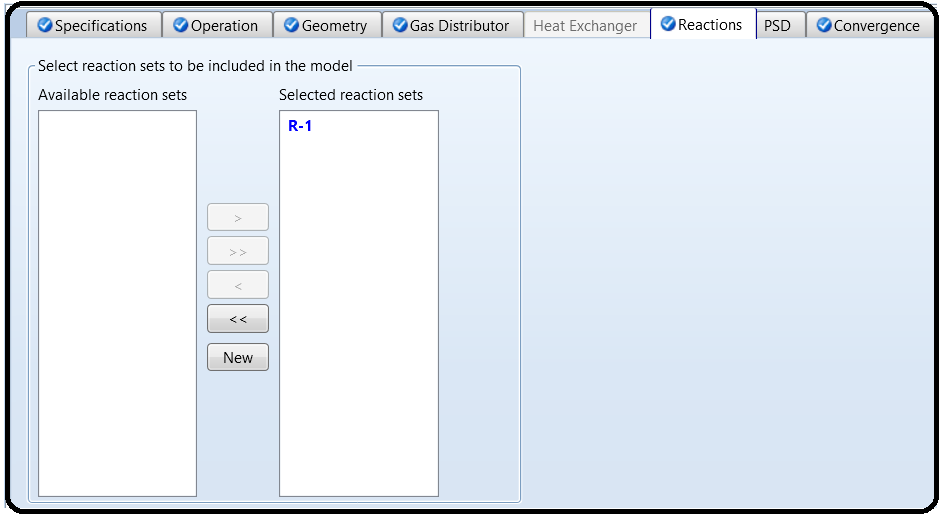 Specifications Operation Geometry Gas Distributor Heat Exchanger Reactions PSD Convergence
Select reaction sets to be included in the model
Available reaction sets Selected reaction sets
R-1
>
>>
<
<<
New